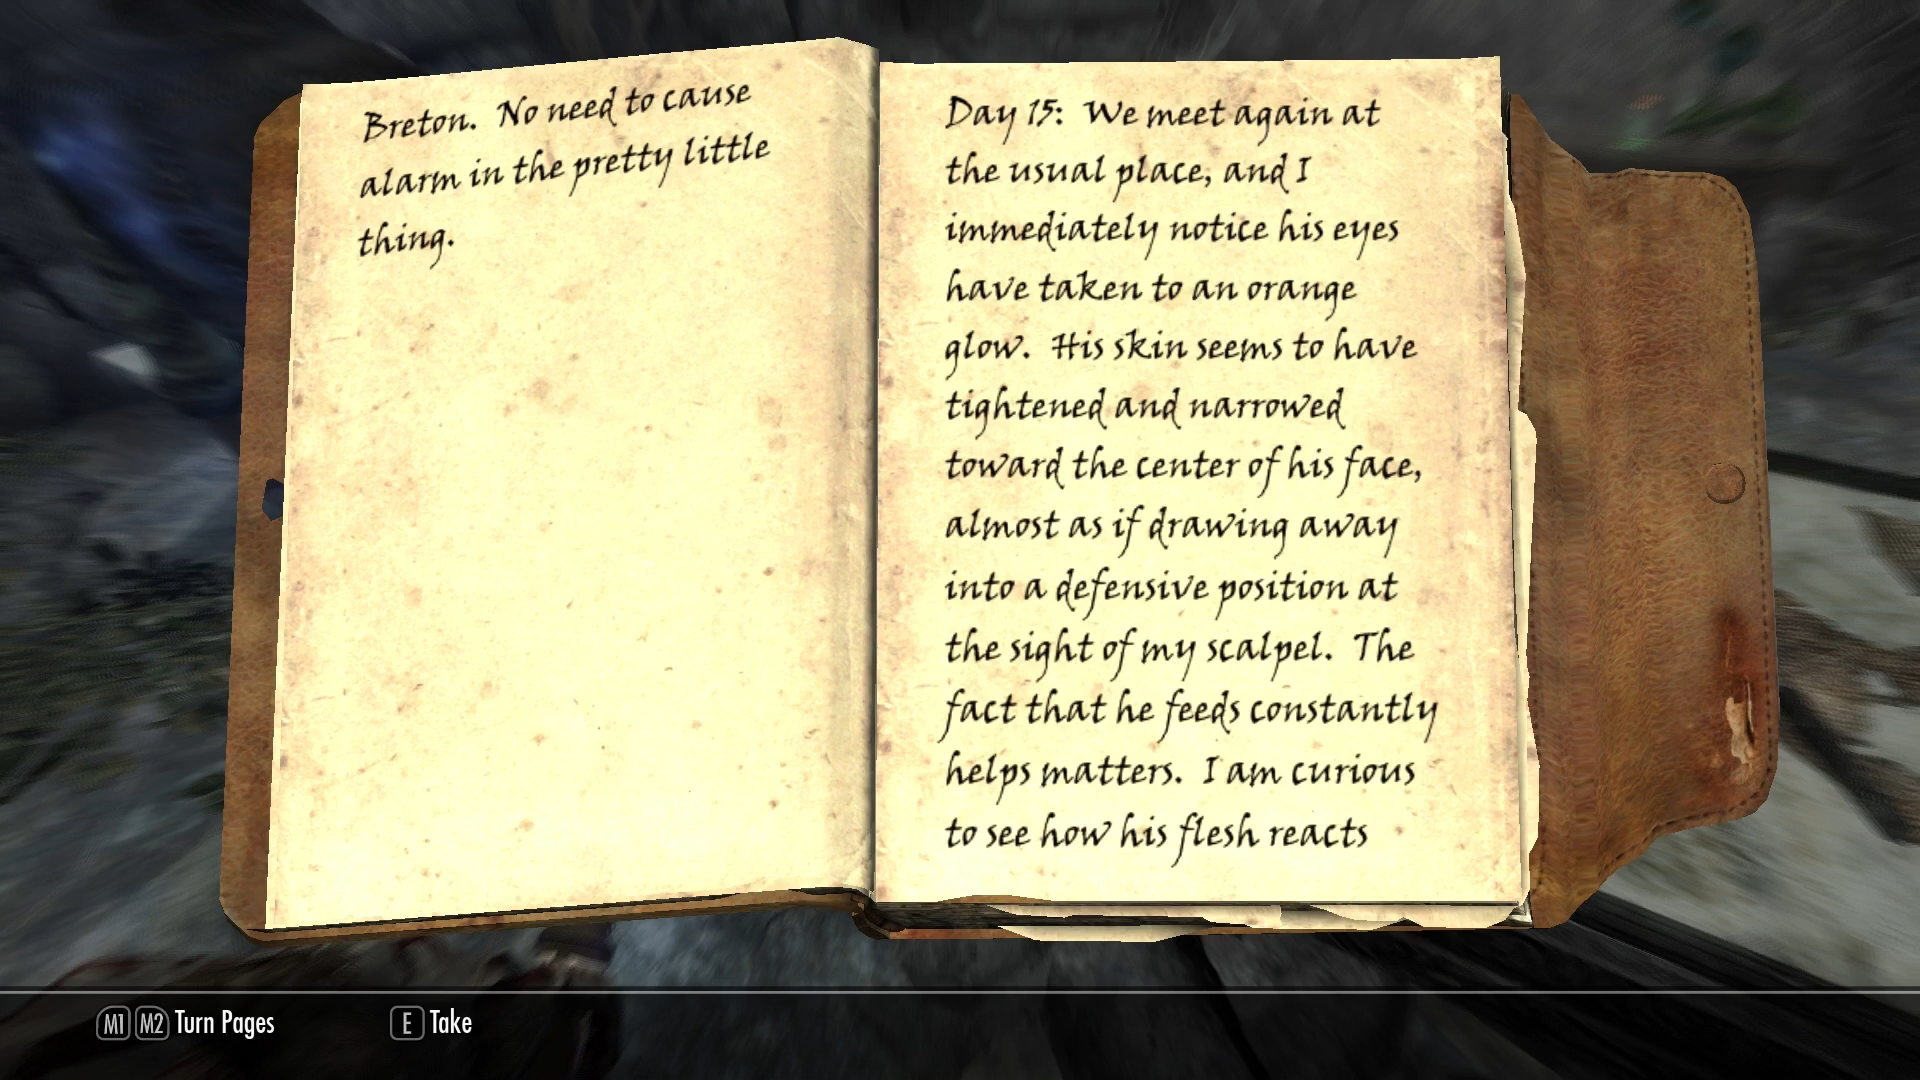 Breton. No need to cause
alarm in the pretty little
thing.
Day 15: We meet again at
the usual place, and I
immediately notice his eyes
have taken to an orange
glow. His skin seems to have
tightened and narrowed
toward the center of his face,
almost as if drawing away
into a defensive position at
the sight of my scalpel. The
fact that he feeds constantly
helps matters. I am curious
to see how his flesh reacts
M1 M2 Turn Pages
E Take